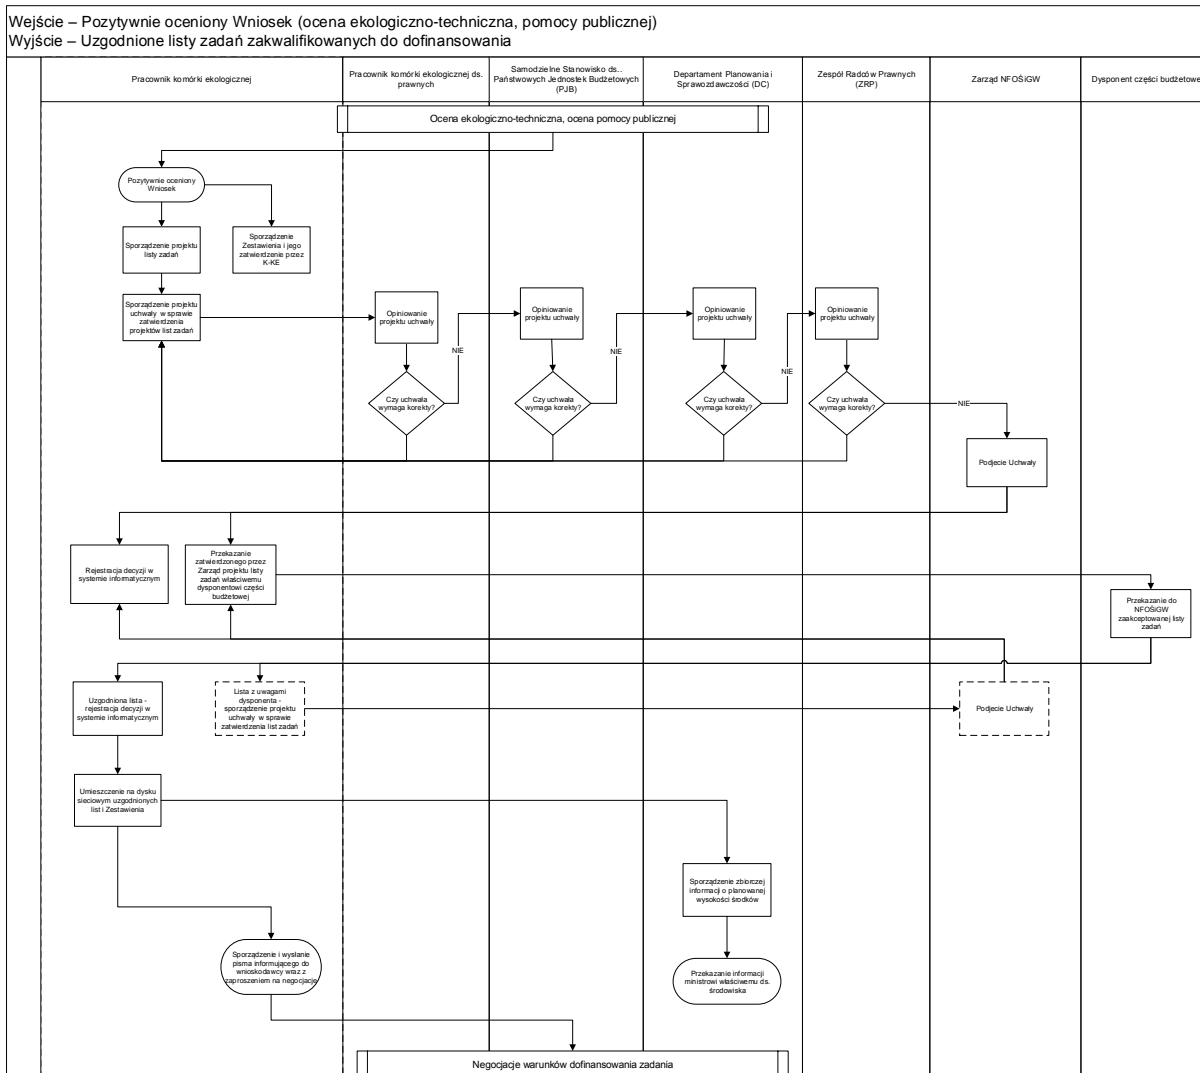 Wejście – Pozytywnie oceniony Wniosek (ocena ekologiczno-techniczna, pomocy publicznej)
Wyjście – Uzgodnione listy zadań zakwalifikowanych do dofinansowania
Pracownik komórki ekologicznej
Pracownik komórki ekologicznej ds.
prawnych
Samodzielne Stanowisko ds..
Państwowych Jednostek Budżetowych
(PJB)
Departament Planowania i
Sprawozdawczości (DC)
Zespół Radców Prawnych
(ZRP)
Zarząd NFOŚiGW
Dysponent części budżetowe
Ocena ekologiczno-techniczna, ocena pomocy publicznej
Pozytywnie oceniony
Wniosek
Sporządzenie projektu
listy zadań
Sporządzenie
Zestawienia i jego
zatwierdzenie przez
K-KE
Sporządzenie projektu
uchwały w sprawie
zatwierdzenia
projektów list zadań
Opiniowanie
projektu uchwały
Opiniowanie
projektu uchwały
Opiniowanie
projektu uchwały
Opiniowanie
projektu uchwały
NIE
NIE
NIE
Czy uchwała
wymaga korekty?
Czy uchwała
wymaga korekty?
Czy uchwała
wymaga korekty?
Czy uchwała
wymaga korekty?
NIE
Podjecie Uchwały
Rejestracja decyzji w
systemie informatycznym
Przekazanie
zatwierdzonego przez
Zarząd projektu listy
zadań właściwemu
dysponentowi części
budżetowej
Przekazanie do
NFOŚiGW
zaakceptowanej listy
zadań
Uzgodniona lista -
rejestracja decyzji w
systemie informatycznym
Lista z uwagami
dysponenta -
sporządzenie projektu
uchwały w sprawie
zatwierdzenia list zadań
Podjecie Uchwały
Umieszczenie na dysku
sieciowym uzgodnionych
list i Zestawienia
Sporządzenie zbiorczej
informacji o planowanej
wysokości środków
Sporządzenie i wysłanie
pisma informującego do
wnioskodawcy wraz z
zaproszeniem na negocjacje
Przekazanie informacji
ministrowi właściwemu ds.
środowiska
Negocjacje warunków dofinansowania zadania